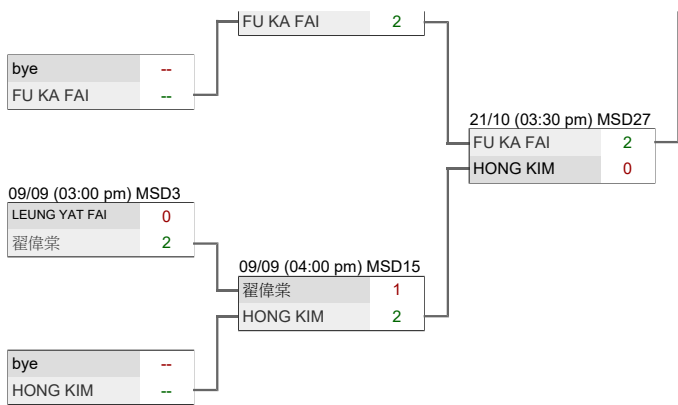 FU KA FAI 2
bye --
FU KA FAI --
21/10 (03:30 pm) MSD27
FU KA FAI 2
HONG KIM 0
09/09 (03:00 pm) MSD3
LEUNG YAT FAI 0
翟偉棠 2
09/09 (04:00 pm) MSD15
翟偉棠 1
HONG KIM 2
bye --
HONG KIM --